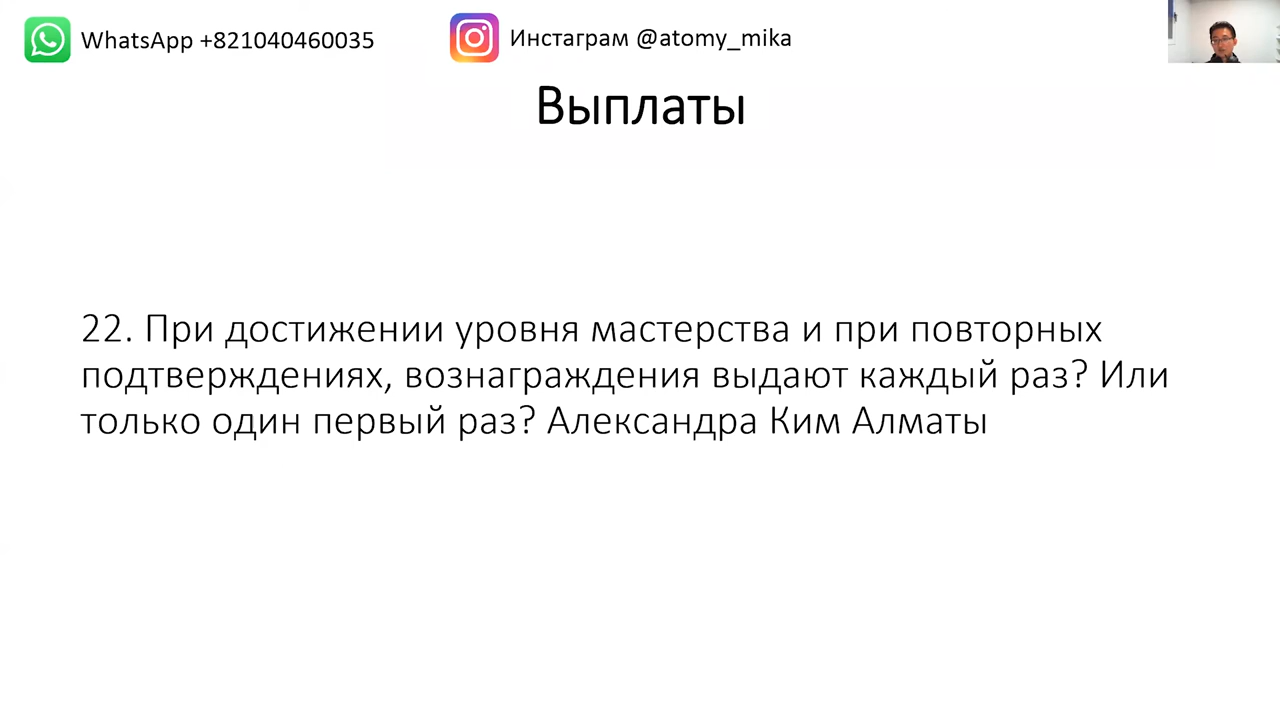 WhatsApp +821040460035
Инстаграм @atomy_mika
Выплаты
22. При достижении уровня мастерства и при повторных
подтверждениях, вознаграждения выдают каждый раз? Или
только один первый раз? Александра Ким Алматы